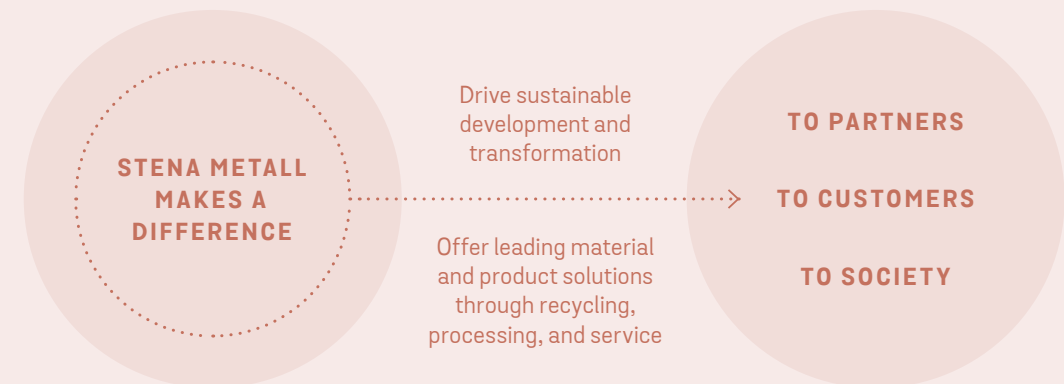 STENA METALL
MAKES A
DIFFERENCE
Drive sustainable
development and
transformation
Offer leading material
and product solutions
through recycling,
processing, and service
TO PARTNERS
TO CUSTOMERS
TO SOCIETY